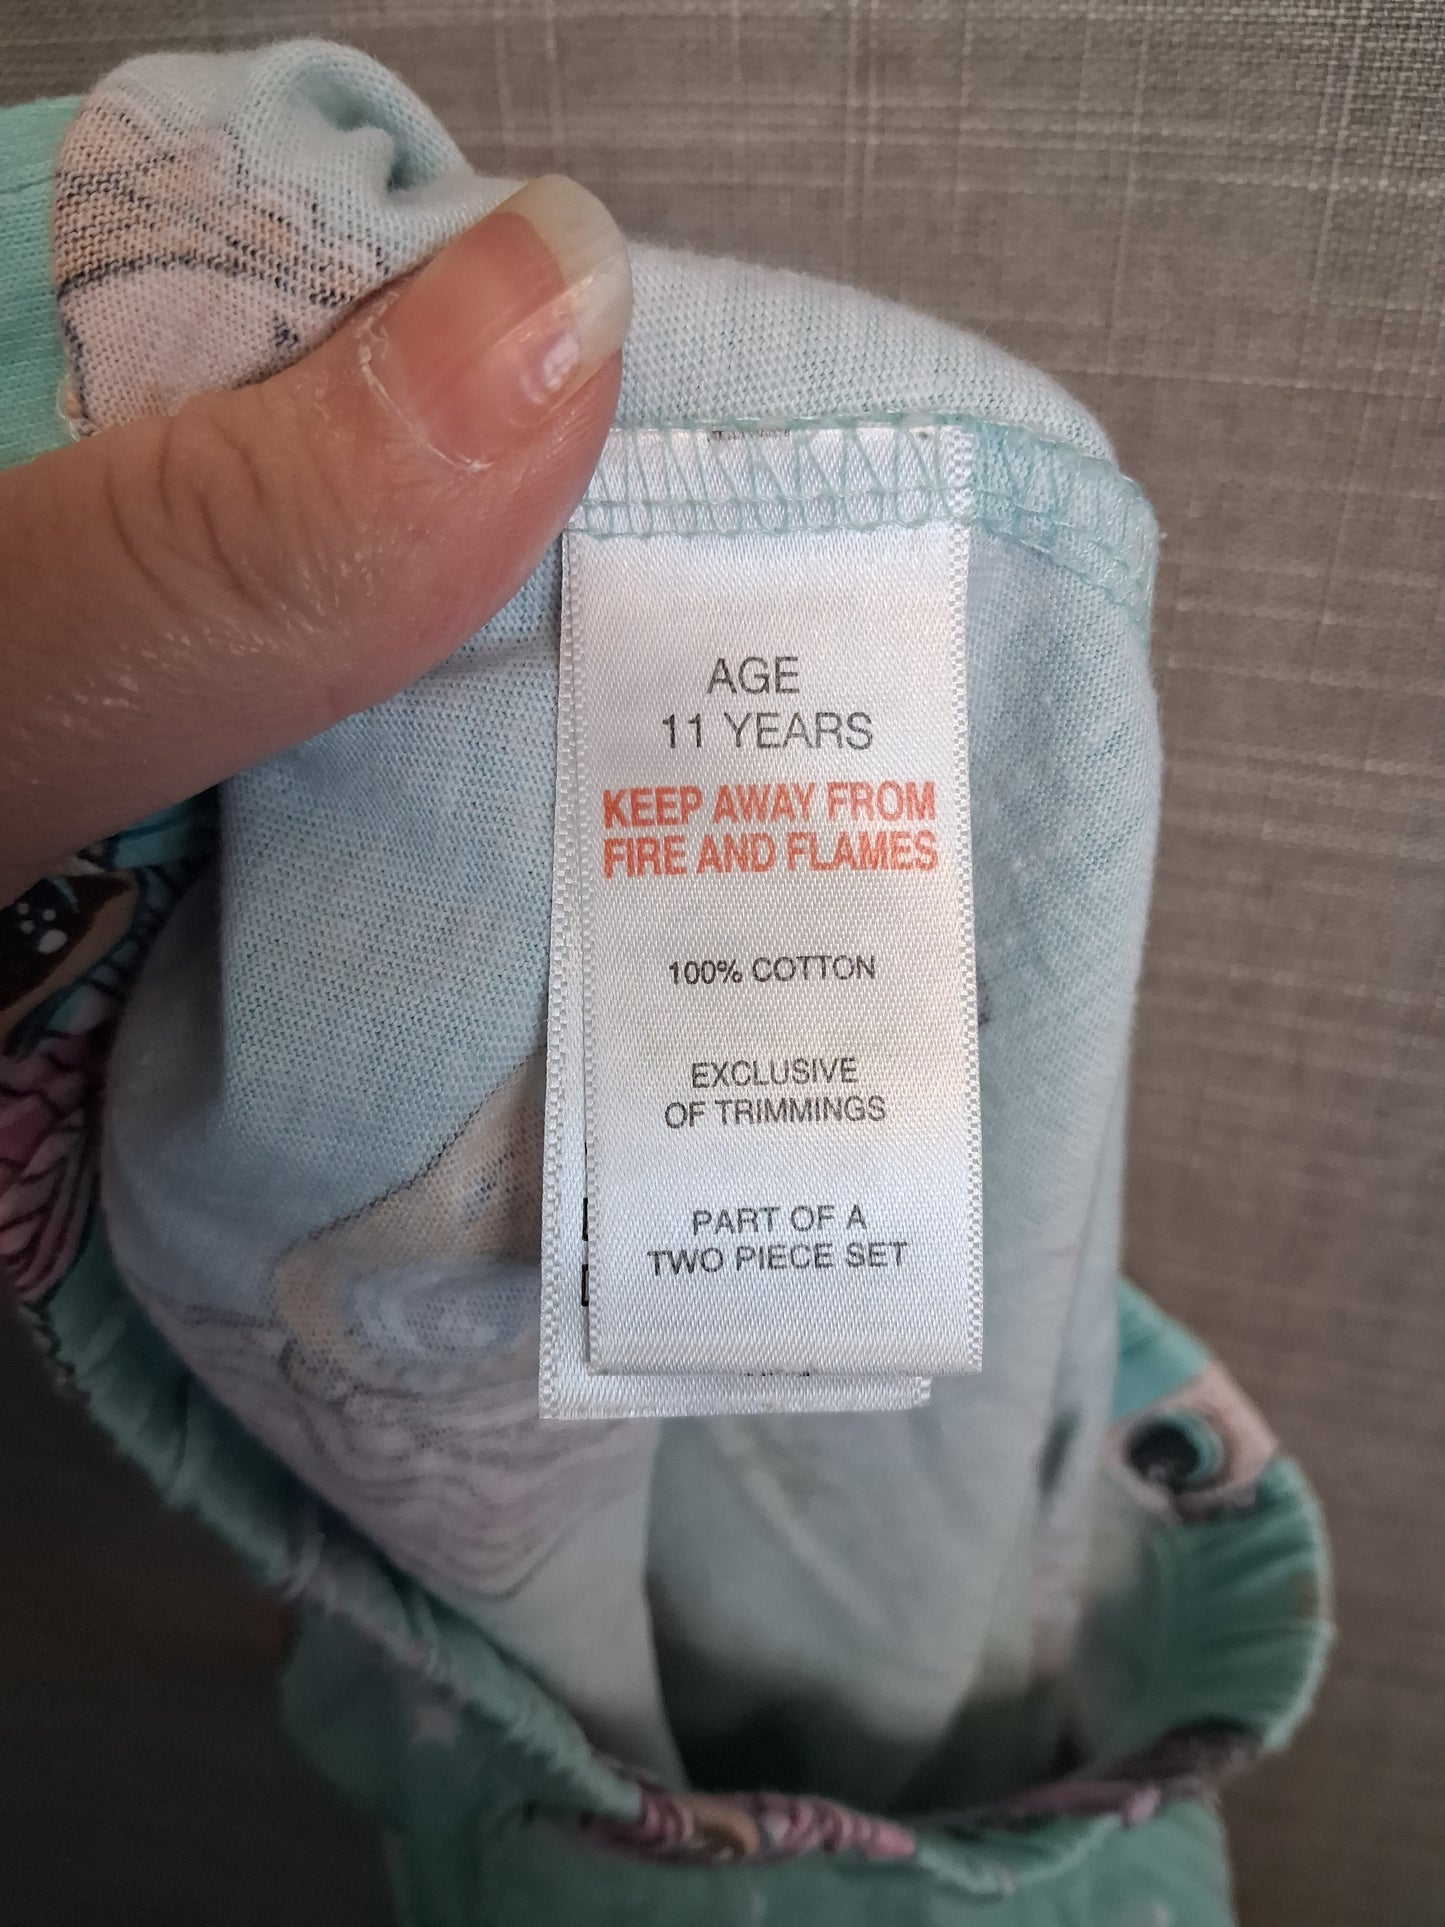 AGE
11 YEARS
KEEP AWAY FROM
FIRE AND FLAMES
100% COTTON
EXCLUSIVE
OF TRIMMINGS
PART OF A
TWO PIECE SET